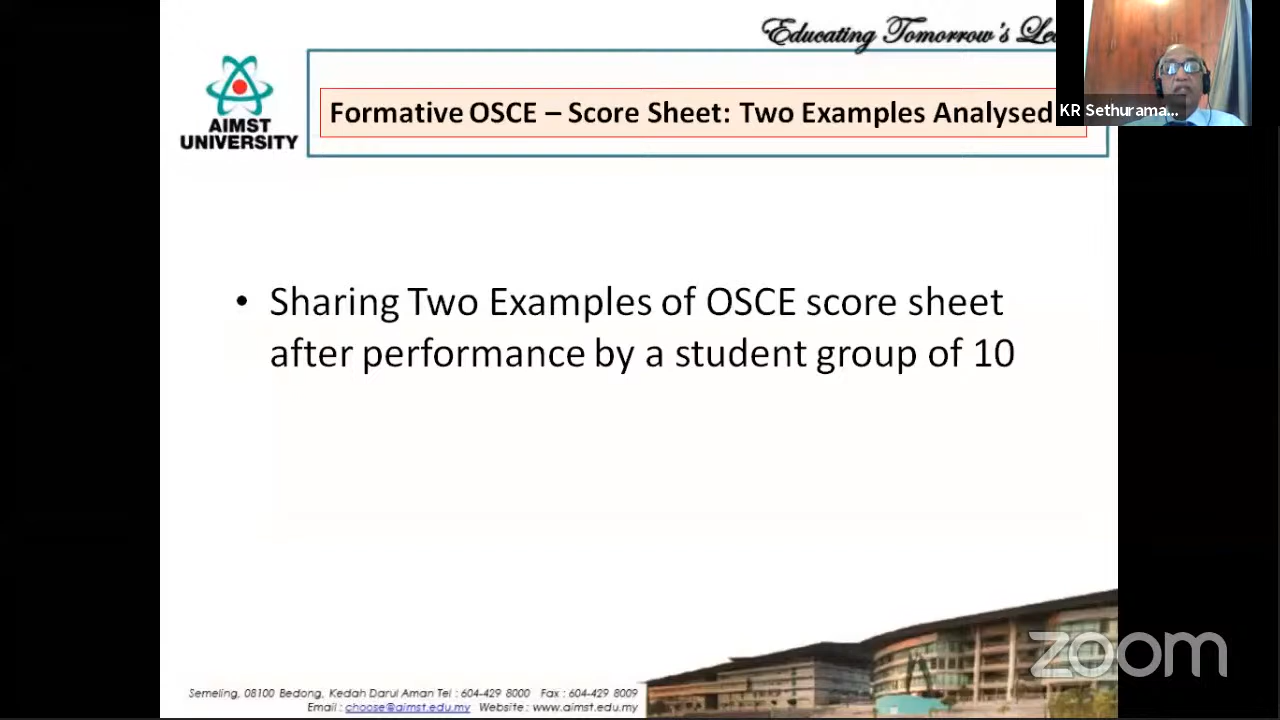 Educating Tomorrow's
KR Sethurama...
AIMST
UNIVERSITY
Formative OSCE – Score Sheet: Two Examples Analysed
• Sharing Two Examples of OSCE score sheet
after performance by a student group of 10
zoom
Semeling, 08100 Bedong, Kedah Darul Aman Tel : 604-429 8000 Fax : 604-429 8009
Email : choose@aimst.edu.my Website : www.aimst.edu.my